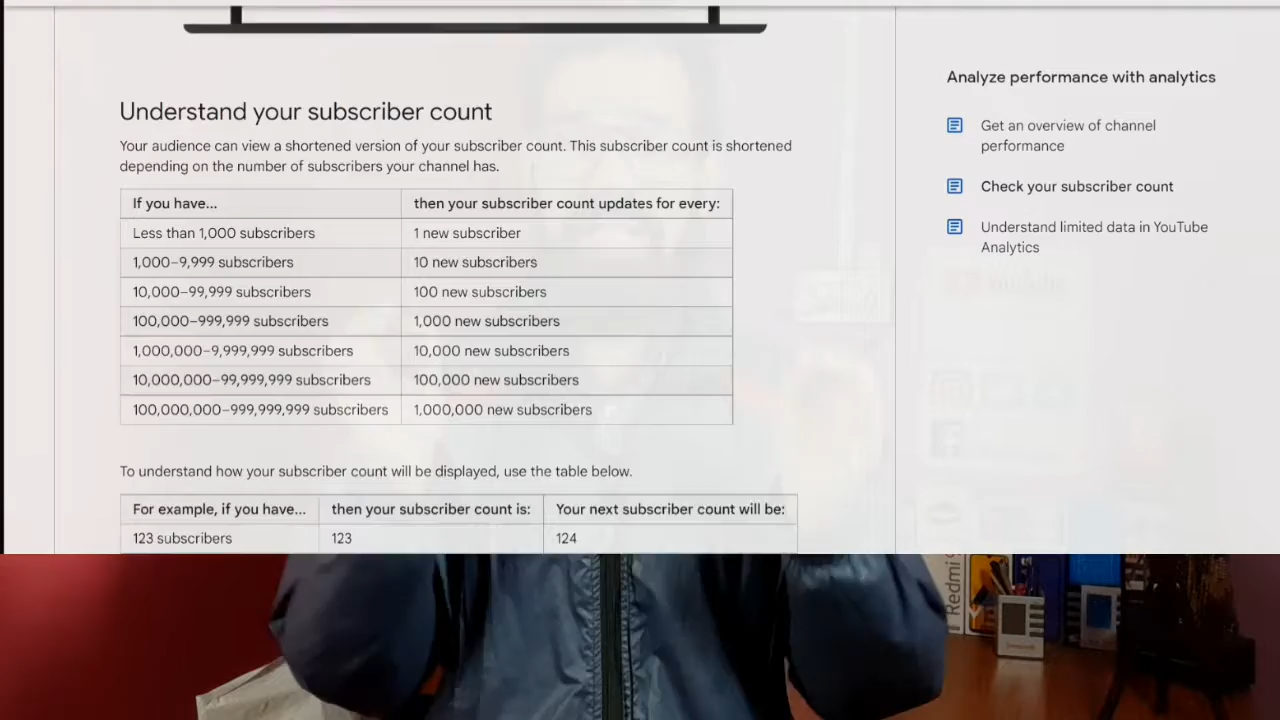 Understand your subscriber count
Your audience can view a shortened version of your subscriber count. This subscriber count is shortened
depending on the number of subscribers your channel has.
If you have... then your subscriber count updates for every:
Less than 1,000 subscribers 1 new subscriber
1,000–9,999 subscribers 10 new subscribers
10,000–99,999 subscribers 100 new subscribers
100,000–999,999 subscribers 1,000 new subscribers
1,000,000–9,999,999 subscribers 10,000 new subscribers
10,000,000–99,999,999 subscribers 100,000 new subscribers
100,000,000–999,999,999 subscribers 1,000,000 new subscribers
To understand how your subscriber count will be displayed, use the table below.
For example, if you have... then your subscriber count is: Your next subscriber count will be:
123 subscribers 123 124
Analyze performance with analytics
Get an overview of channel
performance
Check your subscriber count
Understand limited data in YouTube
Analytics
Redmi